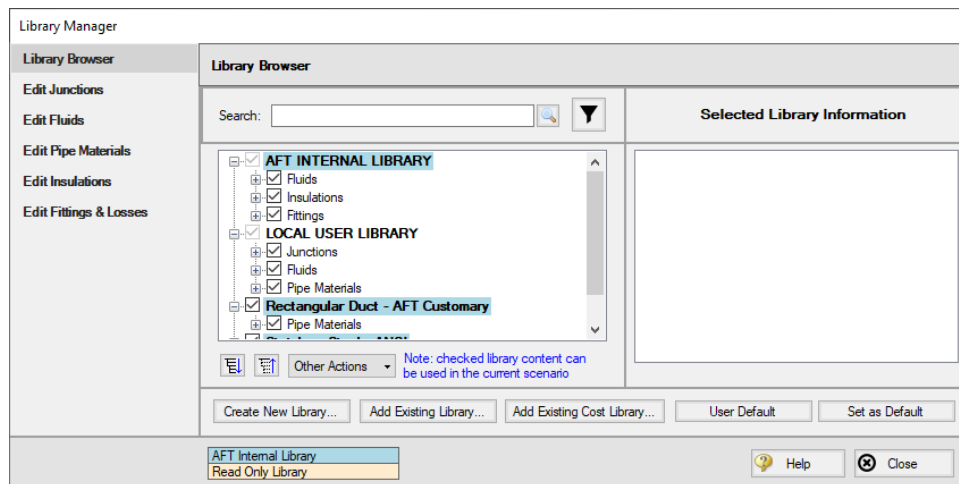 Library Manager
Library Browser
Edit Junctions
Edit Fluids
Edit Pipe Materials
Edit Insulations
Edit Fittings & Losses
Library Browser
Search:
Selected Library Information
AFT INTERNAL LIBRARY
Fluids
Insulations
Fittings
LOCAL USER LIBRARY
Junctions
Fluids
Pipe Materials
Rectangular Duct - AFT Customary
Pipe Materials
Other Actions
Note: checked library content can
be used in the current scenario
Create New Library...
Add Existing Library...
Add Existing Cost Library...
User Default
Set as Default
AFT Internal Library
Read Only Library
Help
Close